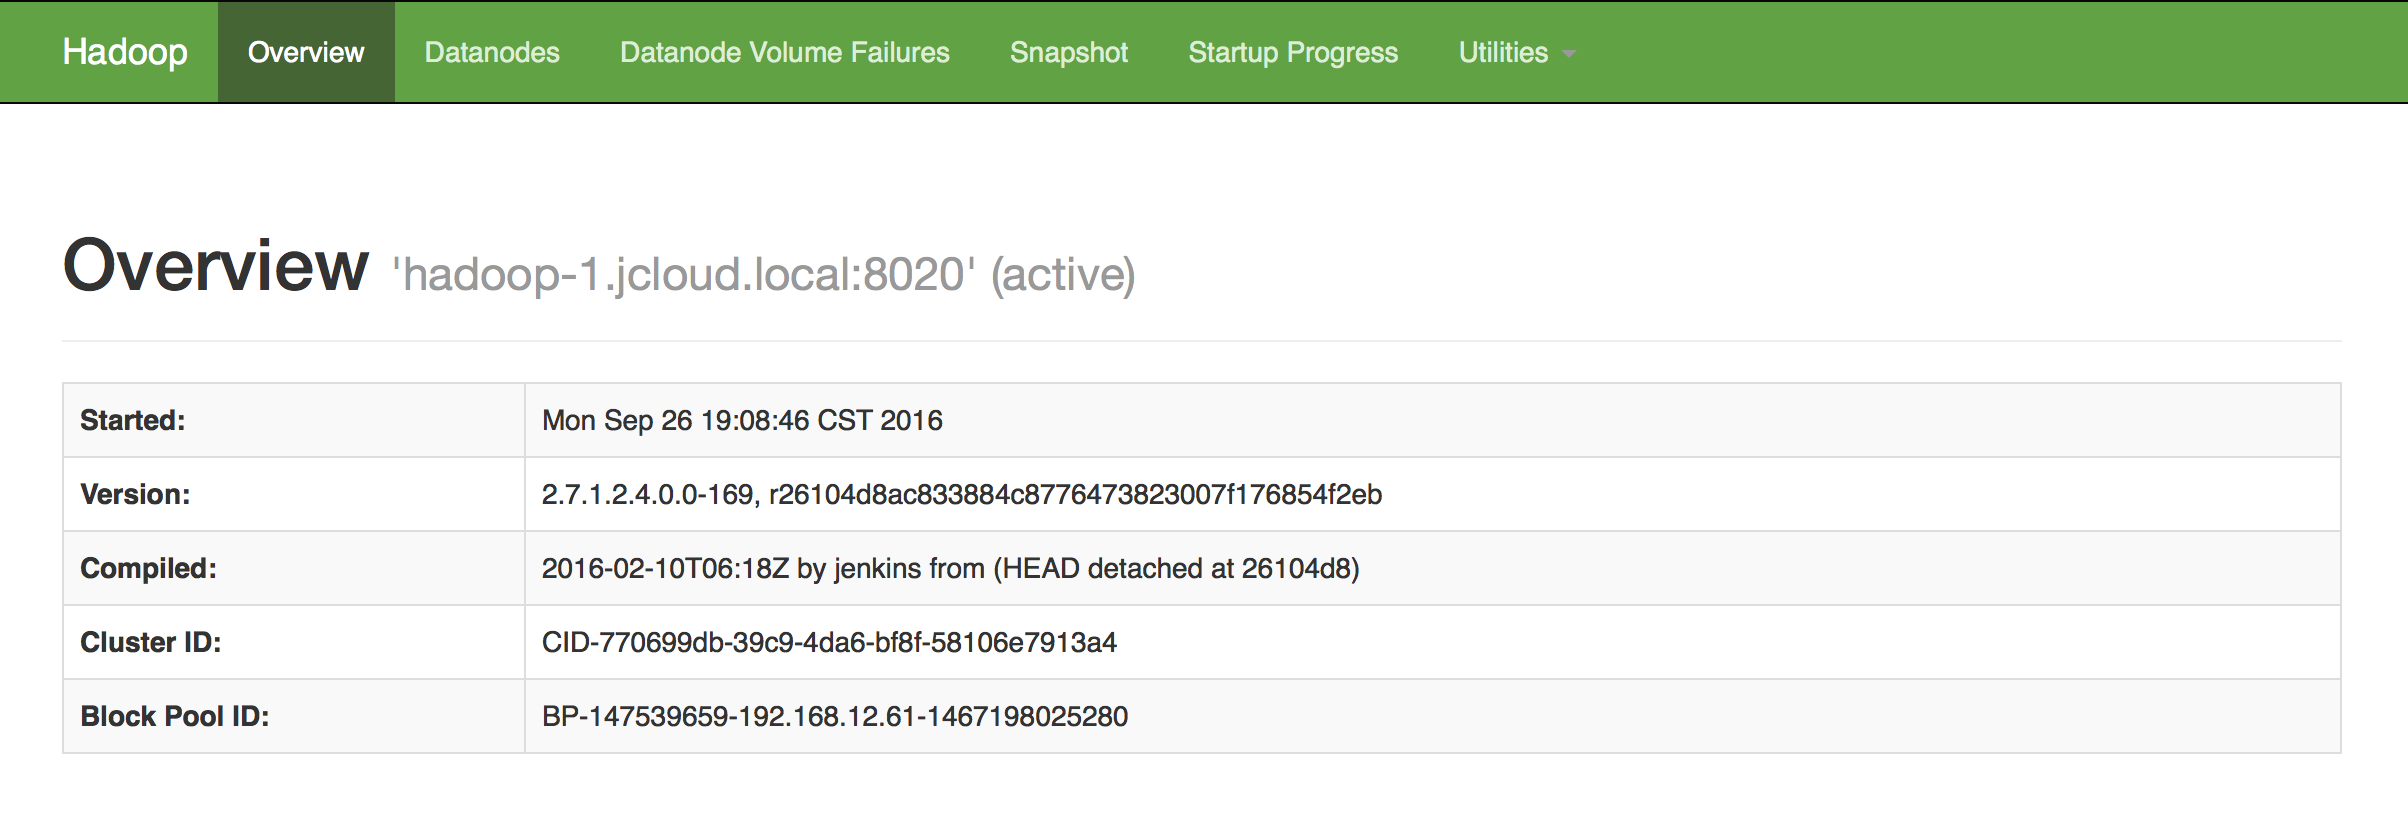 Hadoop Overview Datanodes Datanode Volume Failures Snapshot Startup Progress Utilities
Overview 'hadoop-1.jcloud.local:8020' (active)
Started: Mon Sep 26 19:08:46 CST 2016
Version: 2.7.1.2.4.0.0-169, r26104d8ac833884c8776473823007f176854f2eb
Compiled: 2016-02-10T06:18Z by jenkins from (HEAD detached at 26104d8)
Cluster ID: CID-770699db-39c9-4da6-bf8f-58106e7913a4
Block Pool ID: BP-147539659-192.168.12.61-1467198025280